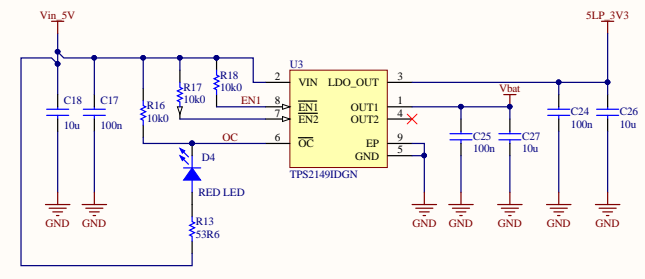 Vin_5V
5LP_3V3
U3
2
VIN
LDO_OUT
3
Vbat
R18
10k0
R17
10k0
R16
10k0
C18
10u
C17
100n
EN1
8
EN1
OUT1
1
7
EN2
OUT2
4
OC
6
OC
EP
9
GND
5
TPS2149IDGN
C24
100n
C26
10u
C25
100n
C27
10u
D4
RED LED
R13
53R6
GND
GND
GND
GND
GND
GND
GND